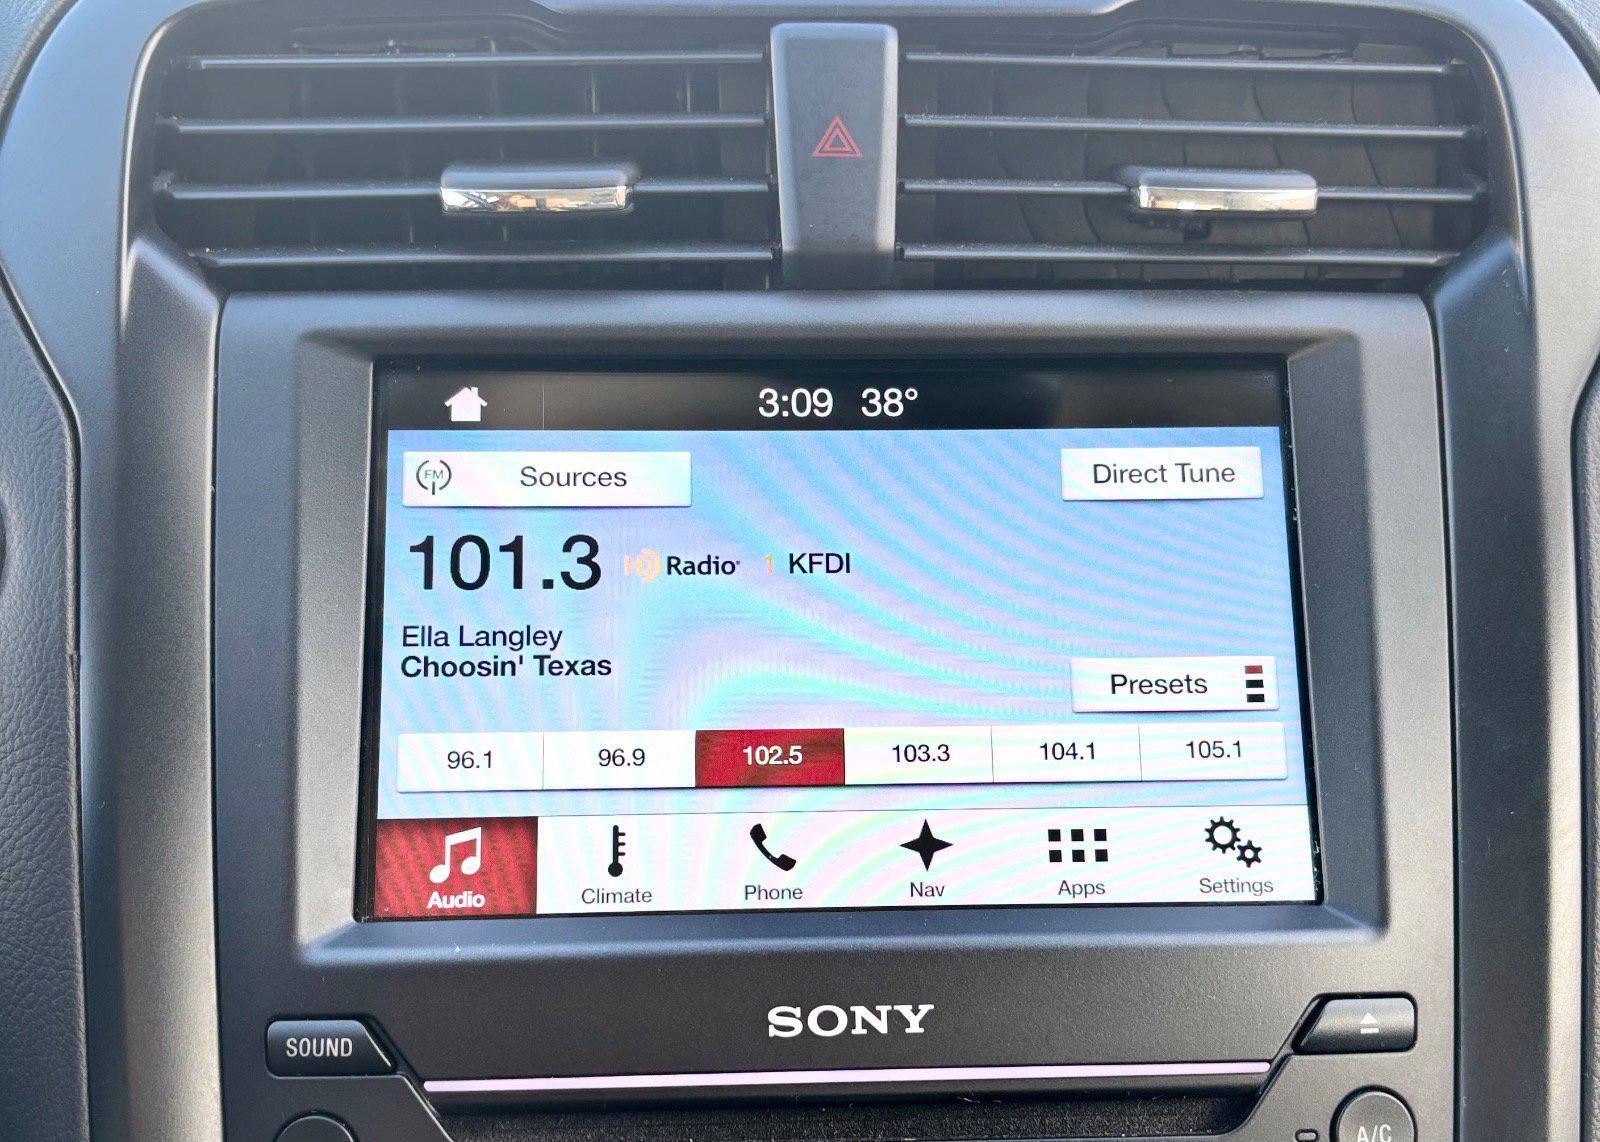 3:09 38°
FM Sources
Direct Tune
101.3 HD Radio 1 KFDI
Ella Langley
Choosin' Texas
Presets
96.1 96.9 102.5 103.3 104.1 105.1
Audio Climate Phone Nav Apps Settings
SONY
SOUND
A/C